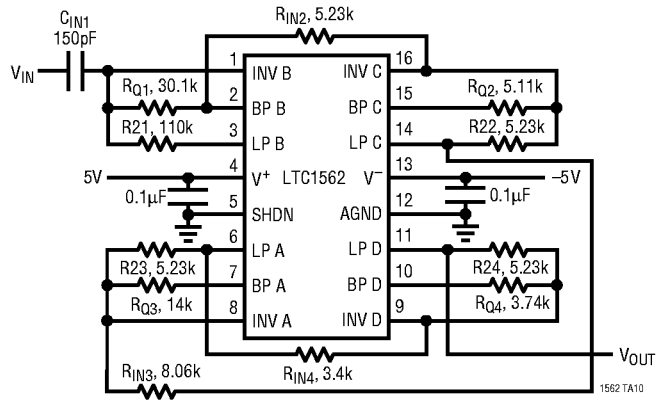 RIN2, 5.23k
CIN1
150pF
VIN
1
INV B
INV C
16
RQ1, 30.1k
2
BP B
BP C
15
RQ2, 5.11k
R21, 110k
3
LP B
LP C
14
R22, 5.23k
5V
4
V+
LTC1562
V−
13
−5V
0.1µF
5
SHDN
AGND
12
0.1µF
6
LP A
LP D
11
R23, 5.23k
R24, 5.23k
7
BP A
BP D
10
RQ3, 14k
RQ4, 3.74k
8
INV A
INV D
9
RIN4, 3.4k
VOUT
RIN3, 8.06k
1562 TA10